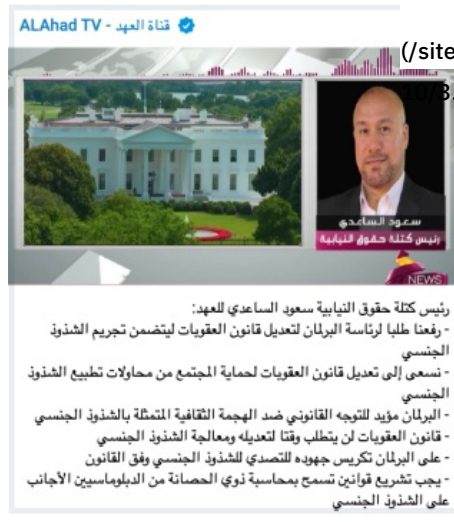 قناة العهد - ALAhad TV
(/site
10/3.
سعود الساعدي
رئيس كتلة حقوق النيابية
NEWS
رئيس كتلة حقوق النيابية سعود الساعدي للعهد:
- رفعنا طلبا لرئاسة البرلمان لتعديل قانون العقوبات ليتضمن تجريم الشذوذ
الجنسي
- نسعى إلى تعديل قانون العقوبات لحماية المجتمع من محاولات تطبيع الشذوذ
الجنسي
- البرلمان مؤيد للتوجه القانوني ضد الهجمة الثقافية المتمثلة بالشذوذ الجنسي
- قانون العقوبات لن يتطلب وقتا لتعديله ومعالجة الشذوذ الجنسي
- على البرلمان تكريس جهوده للتصدي للشذوذ الجنسي وفق القانون
- يجب تشريع قوانين تسمح بمحاسبة ذوي الحصانة من الدبلوماسيين الأجانب
على الشذوذ الجنسي